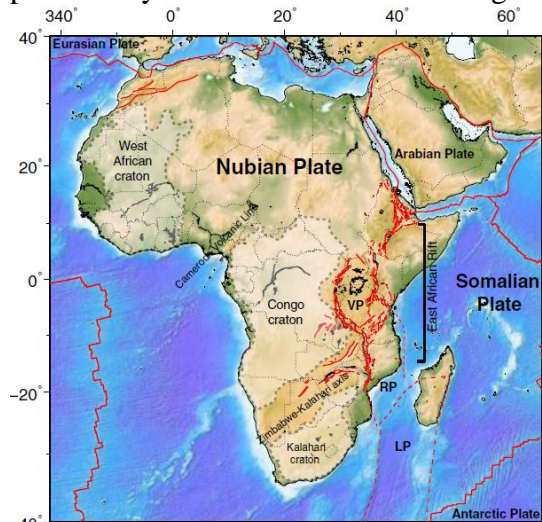 340° 0° 20° 40° 60°
40°
20°
0°
−20°
Eurasian Plate
West
African
craton
Nubian Plate
Arabian Plate
Cameroon Volcanic Line
Congo
craton
VP
East African Rift
Somalian
Plate
RP
Zimbabwe-Kalahari axis
Kalahari
craton
LP
Antarctic Plate